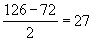 (126 − 72) / 2 = 27